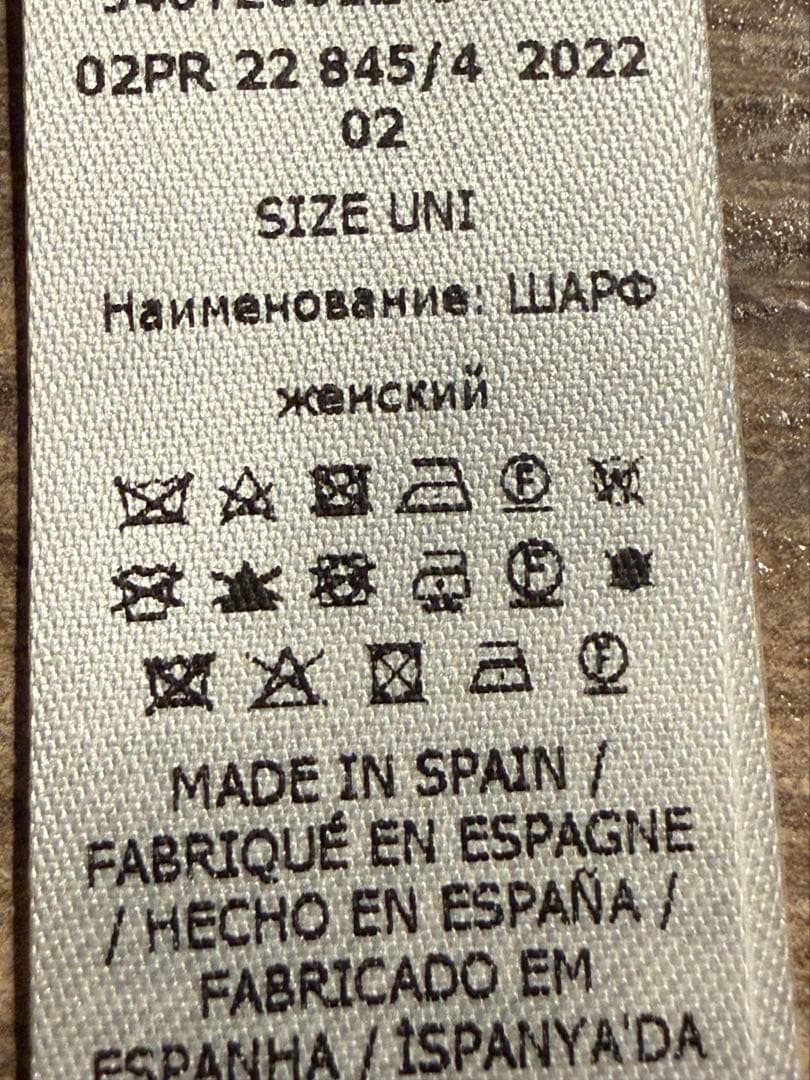 02PR 22 845/4 2022
02
SIZE UNI
Наименование: ШАРФ
женский
MADE IN SPAIN /
FABRIQUÉ EN ESPAGNE
/ HECHO EN ESPAÑA /
FABRICADO EM
ESPANHA / İSPANYA'DA